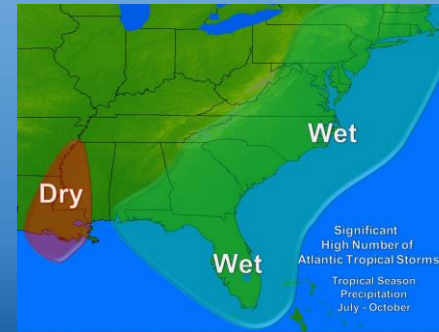 Wet
Dry
Wet
Significant
High Number of
Atlantic Tropical Storms
Tropical Season
Precipitation
July - October